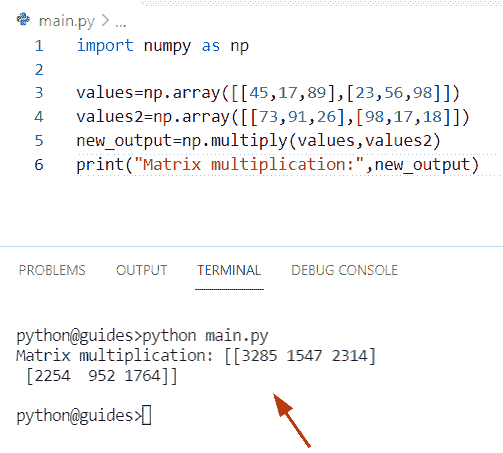 main.py > ...
1 import numpy as np
2
3 values=np.array([[45,17,89],[23,56,98]])
4 values2=np.array([[73,91,26],[98,17,18]])
5 new_output=np.multiply(values,values2)
6 print("Matrix multiplication:",new_output)
PROBLEMS OUTPUT TERMINAL DEBUG CONSOLE
python@guides>python main.py
Matrix multiplication: [[3285 1547 2314]
 [2254  952 1764]]
python@guides>